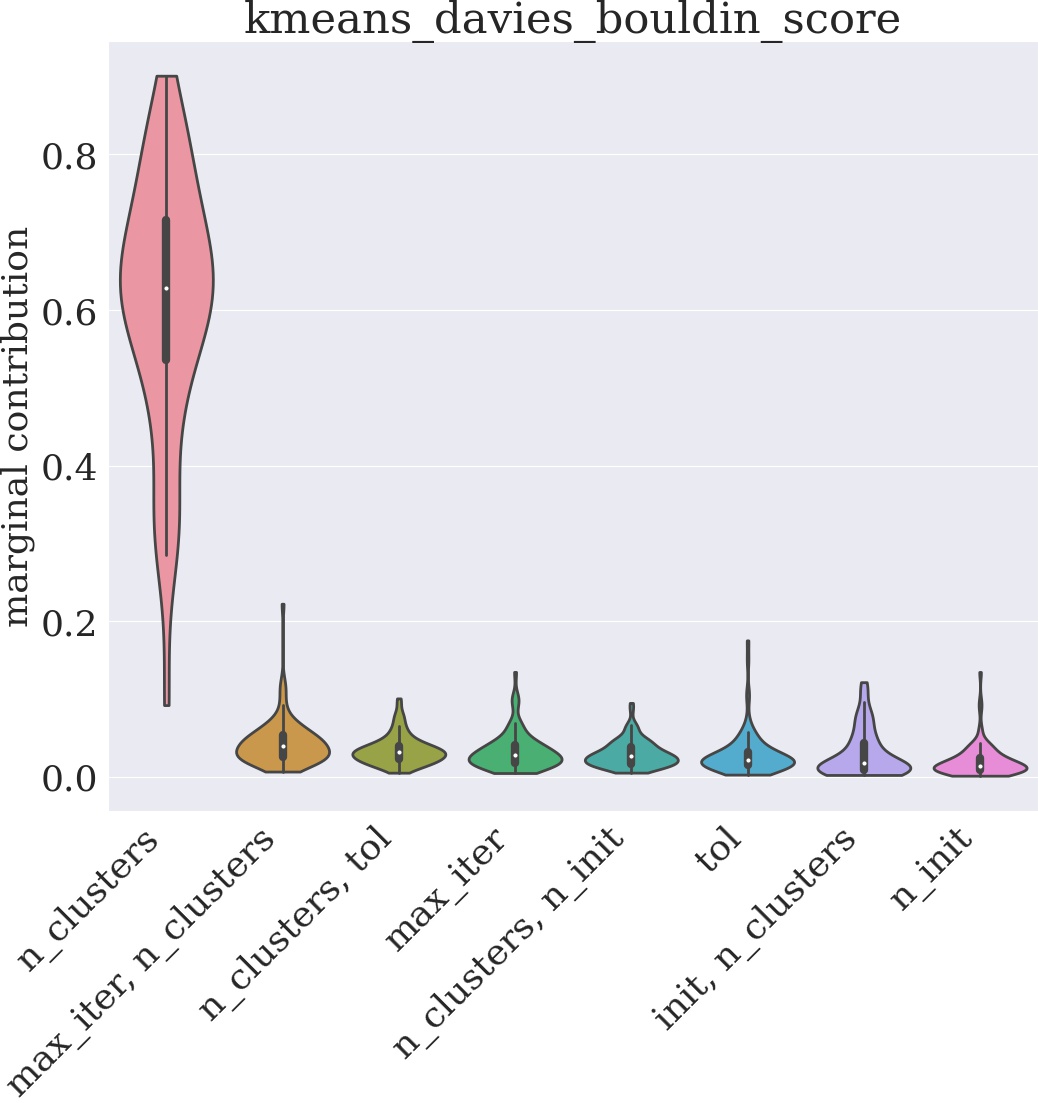 kmeans_davies_bouldin_score
marginal contribution
0.8
0.6
0.4
0.2
0.0
n_clusters
max_iter, n_clusters
n_clusters, tol
max_iter
n_clusters, n_init
tol
init, n_clusters
n_init